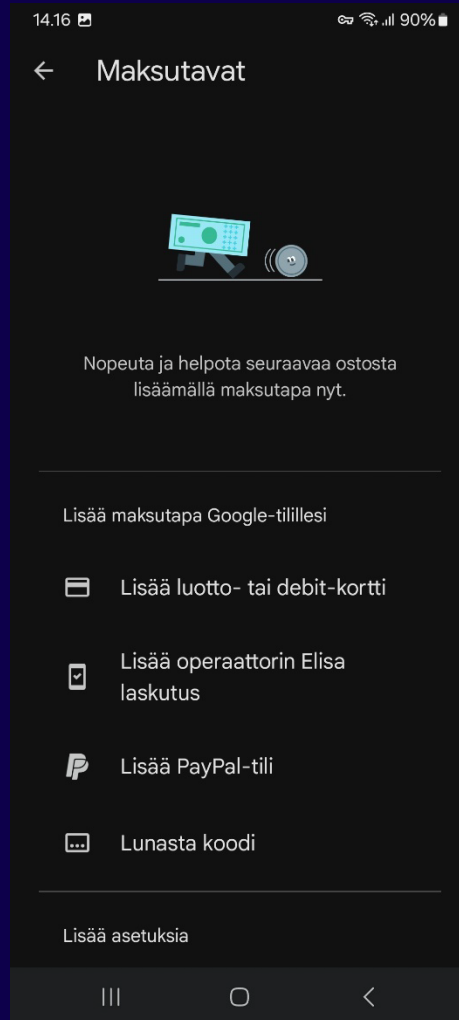 14.16 90%
Maksutavat
Nopeuta ja helpota seuraavaa ostosta
lisäämällä maksutapa nyt.
Lisää maksutapa Google-tilillesi
Lisää luotto- tai debit-kortti
Lisää operaattorin Elisa
laskutus
Lisää PayPal-tili
Lunasta koodi
Lisää asetuksia